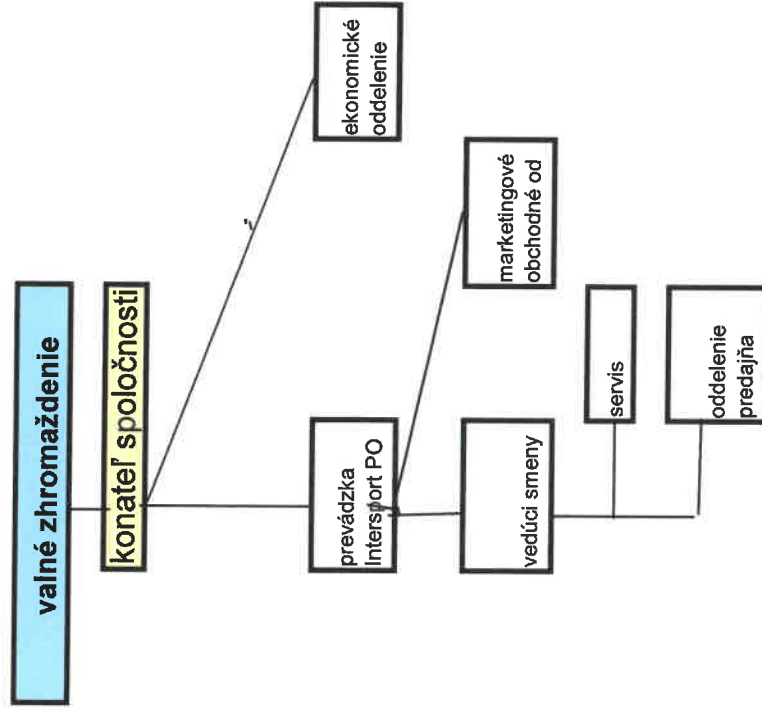 valné zhromaždenie
konateľ spoločnosti
prevádzka
Intersport PO
ekonomické
oddelenie
vedúci smeny
marketingové
obchodné od
servis
oddelenie
predajňa